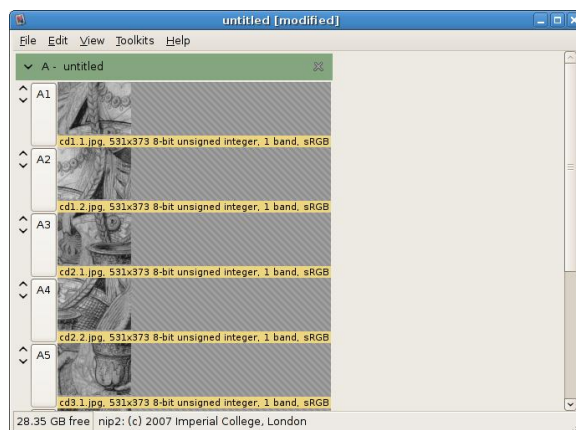 untitled [modified]
File Edit View Toolkits Help
A - untitled
A1
cd1.1.jpg, 531x373 8-bit unsigned integer, 1 band, sRGB
A2
cd1.2.jpg, 531x373 8-bit unsigned integer, 1 band, sRGB
A3
cd2.1.jpg, 531x373 8-bit unsigned integer, 1 band, sRGB
A4
cd2.2.jpg, 531x373 8-bit unsigned integer, 1 band, sRGB
A5
cd3.1.jpg, 531x373 8-bit unsigned integer, 1 band, sRGB
28.35 GB free nip2: (c) 2007 Imperial College, London